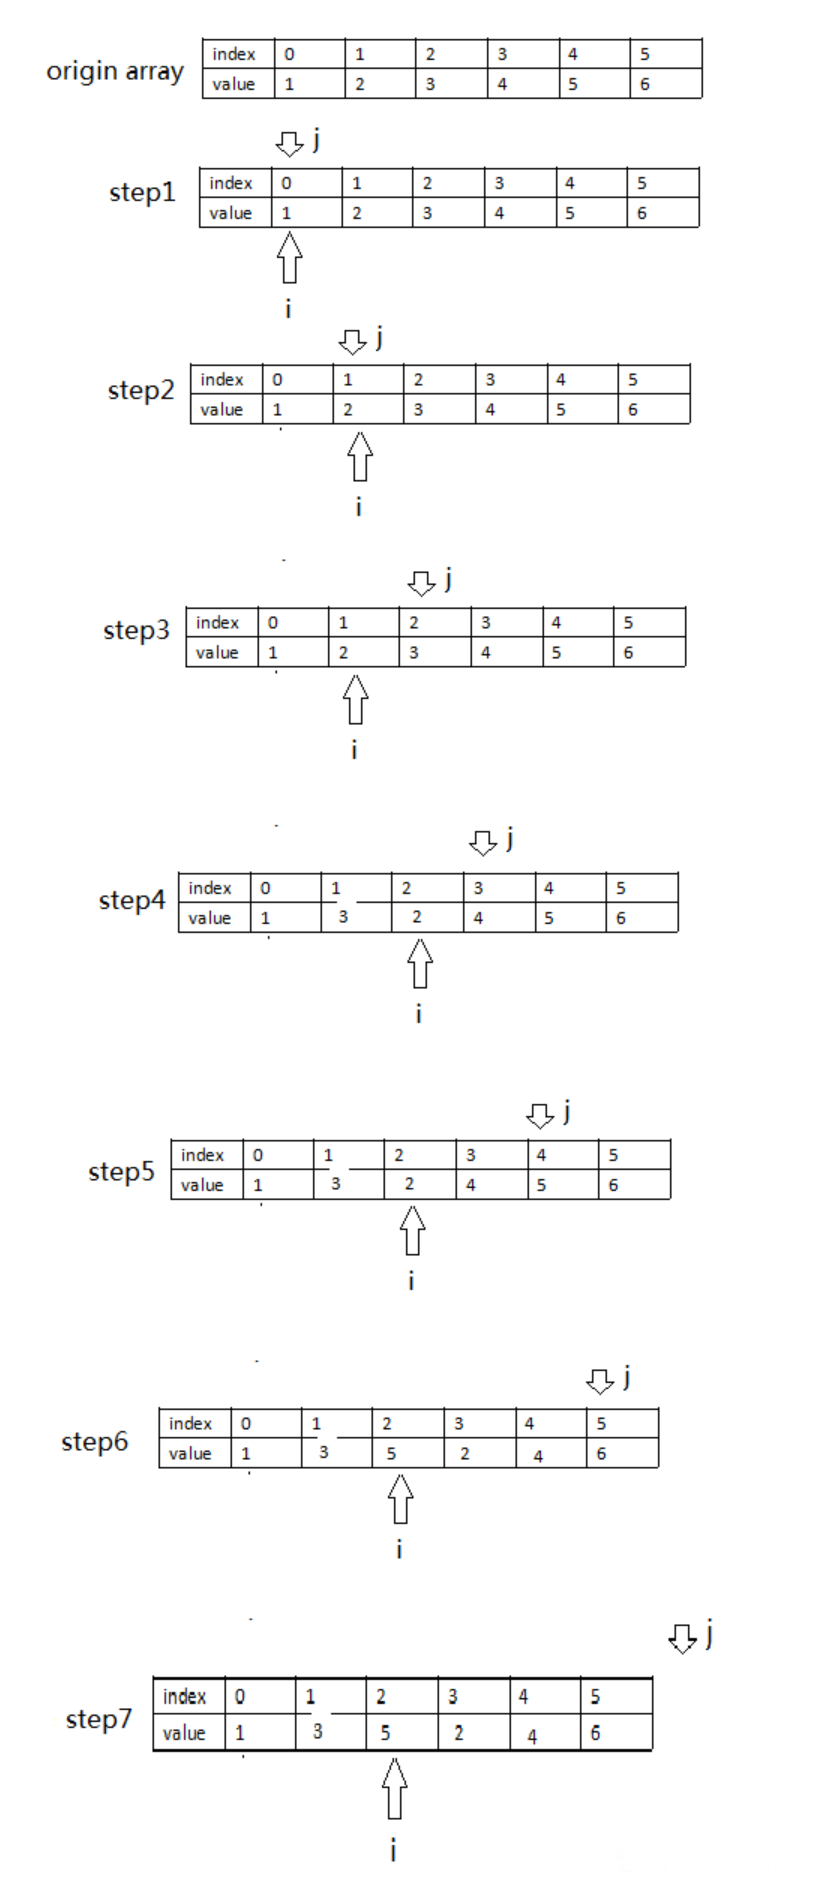 origin array
index 0 1 2 3 4 5
value 1 2 3 4 5 6
j
step1
index 0 1 2 3 4 5
value 1 2 3 4 5 6
i
j
step2
index 0 1 2 3 4 5
value 1 2 3 4 5 6
i
j
step3
index 0 1 2 3 4 5
value 1 2 3 4 5 6
i
j
step4
index 0 1 2 3 4 5
value 1 3 2 4 5 6
i
j
step5
index 0 1 2 3 4 5
value 1 3 2 4 5 6
i
j
step6
index 0 1 2 3 4 5
value 1 3 5 2 4 6
i
j
step7
index 0 1 2 3 4 5
value 1 3 5 2 4 6
i